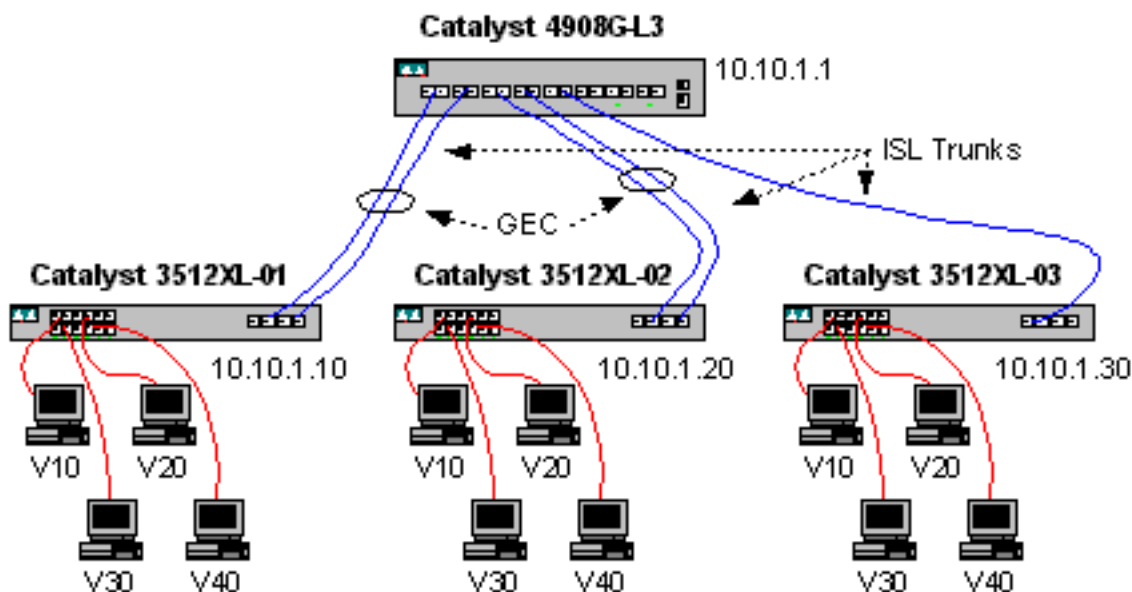 Catalyst 4908G-L3
10.10.1.1
ISL Trunks
GEC
Catalyst 3512XL-01
Catalyst 3512XL-02
Catalyst 3512XL-03
10.10.1.10
10.10.1.20
10.10.1.30
V10
V20
V10
V20
V10
V20
V30
V40
V30
V40
V30
V40